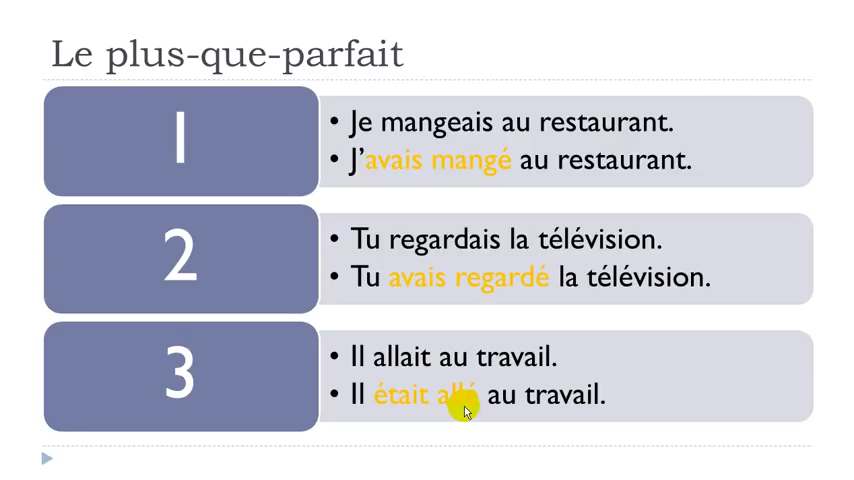 Le plus-que-parfait
1
Je mangeais au restaurant.
J'avais mangé au restaurant.
2
Tu regardais la télévision.
Tu avais regardé la télévision.
3
Il allait au travail.
Il était allé au travail.